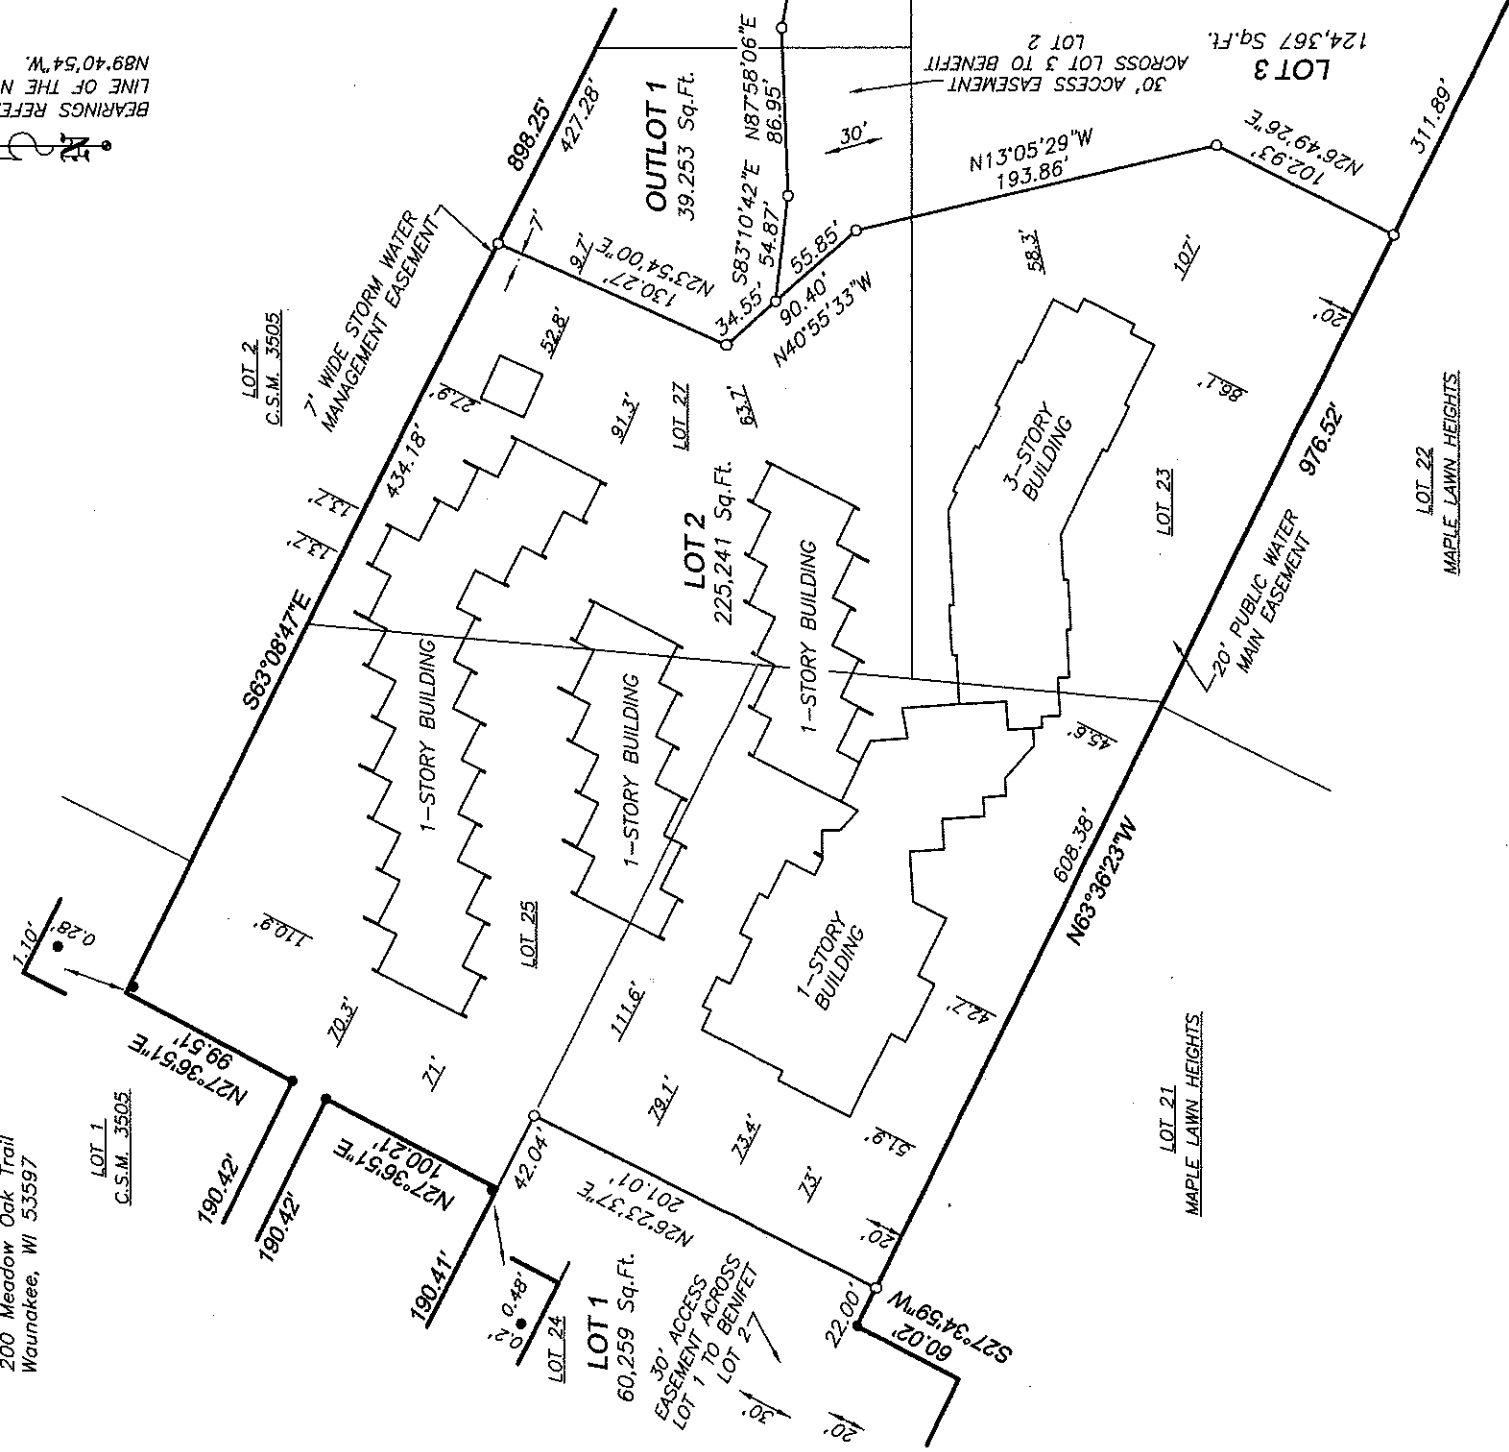 BEARINGS REFE
LINE OF THE N
N89°40'54"W.
N
898.25'
427.28'
OUTLOT 1
39.253 Sq.Ft.
N87°58'06"E
86.95'
S83°10'42"E
54.87'
30'
30' ACCESS EASEMENT
ACROSS LOT 3 TO BENEFIT
LOT 2
LOT 3
124,367 Sq.Ft.
N13°05'29"W
193.86'
N26°49'26"E
102.93'
311.89'
7'
9.7'
N23°54'00"E
130.27'
34.55'
55.85'
90.40'
N40°55'33"W
58.3'
107'
20'
7' WIDE STORM WATER
MANAGEMENT EASEMENT
LOT 2
C.S.M. 3505
27.9'
52.8'
91.3'
LOT 27
63.7'
86.1'
434.18'
13.7'
13.7'
S63°08'47"E
LOT 2
225,241 Sq.Ft.
3-STORY
BUILDING
LOT 23
976.52'
LOT 22
MAPLE LAWN HEIGHTS
1-STORY BUILDING
1-STORY BUILDING
1-STORY BUILDING
20' PUBLIC WATER
MAIN EASEMENT
45.6'
608.38'
N63°36'23"W
1.10'
0.28'
110.9'
LOT 25
1-STORY
BUILDING
42.7'
N27°36'51"E
99.51'
70.3'
71'
111.6'
79.1'
73.4'
73'
51.9'
20'
200 Meadow Oak Trail
Waunakee, WI 53597
LOT 1
C.S.M. 3505
190.42'
190.42'
N27°36'51"E
100.21'
42.04'
N26°23'37"E
201.01'
190.41'
0.48'
0.2'
LOT 24
LOT 1
60,259 Sq.Ft.
30' ACCESS
EASEMENT ACROSS
LOT 1 TO BENIFET
LOT 2
30'
20'
22.00'
S27°34'59"W
60.02'
LOT 21
MAPLE LAWN HEIGHTS